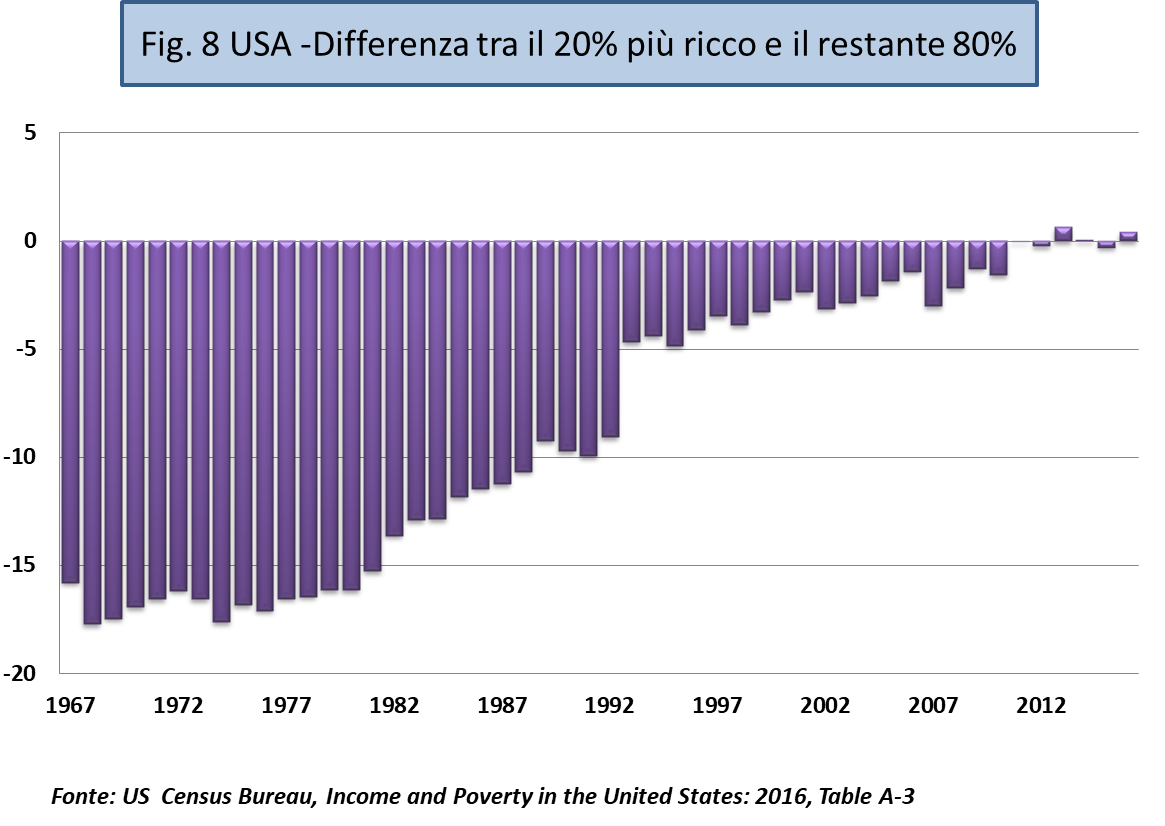 Fig. 8 USA -Differenza tra il 20% più ricco e il restante 80%
5
0
-5
-10
-15
-20
1967 1972 1977 1982 1987 1992 1997 2002 2007 2012
Fonte: US Census Bureau, Income and Poverty in the United States: 2016, Table A-3